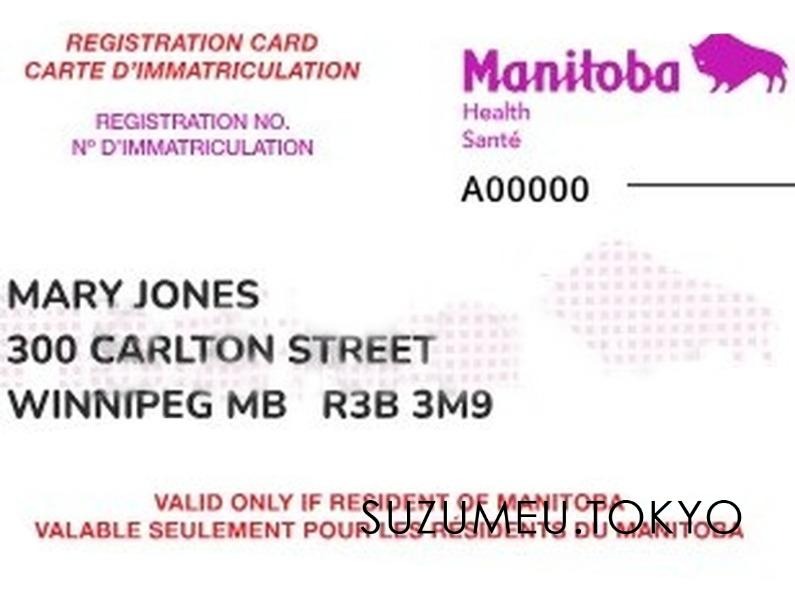 REGISTRATION CARD
CARTE D'IMMATRICULATION
REGISTRATION NO.
N° D'IMMATRICULATION
Manitoba
Health
Santé
A00000
MARY JONES
300 CARLTON STREET
WINNIPEG MB R3B 3M9
VALID ONLY IF RESIDENT OF MANITOBA
VALABLE SEULEMENT POUR LES RÉSIDENTS DU MANITOBA
SUZUMEU.TOKYO